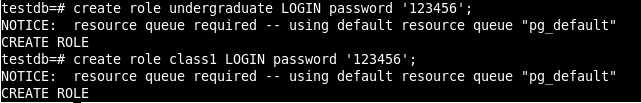 testdb=# create role undergraduate LOGIN password '123456';
NOTICE:  resource queue required -- using default resource queue "pg_default"
CREATE ROLE
testdb=# create role class1 LOGIN password '123456';
NOTICE:  resource queue required -- using default resource queue "pg_default"
CREATE ROLE